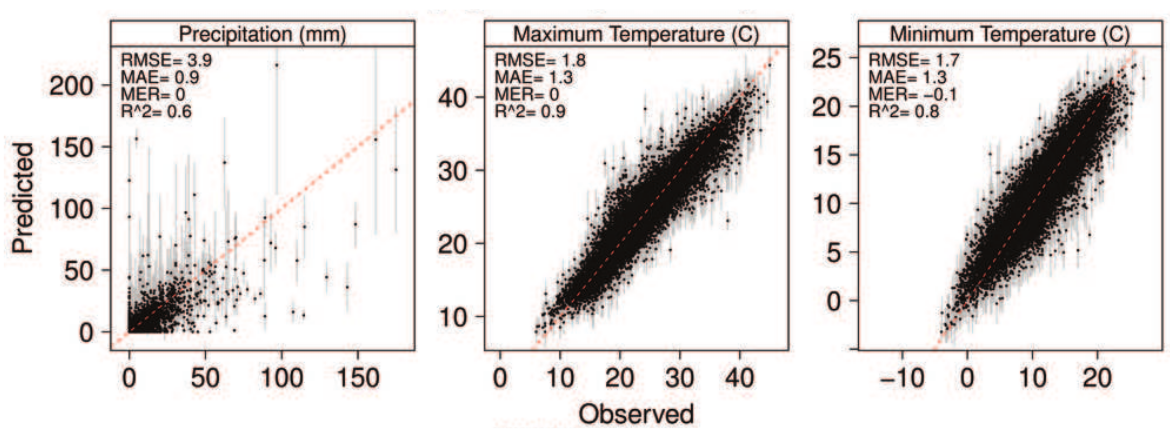 Precipitation (mm)
RMSE= 3.9
MAE= 0.9
MER= 0
R^2= 0.6
200
150
100
50
0
0 50 100 150
Predicted
Maximum Temperature (C)
RMSE= 1.8
MAE= 1.3
MER= 0
R^2= 0.9
40
30
20
10
0 10 20 30 40
Observed
Minimum Temperature (C)
RMSE= 1.7
MAE= 1.3
MER= −0.1
R^2= 0.8
25
20
15
10
5
0
−10 0 10 20